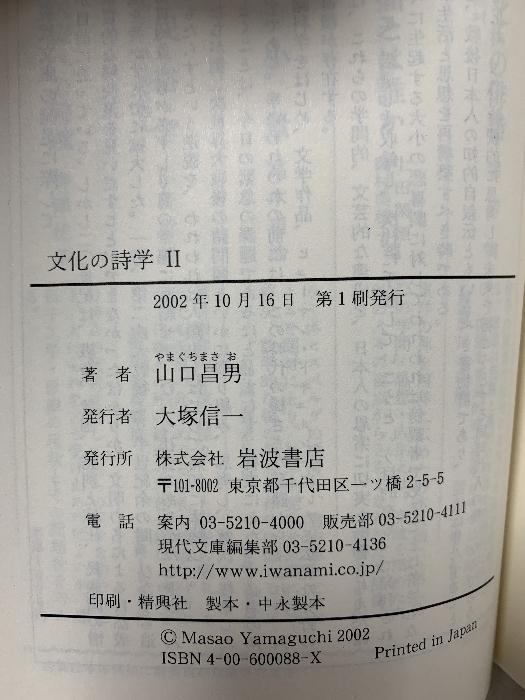 文化の詩学 II
2002年10月16日 第1刷発行
やまぐちまさ お
著者 山口昌男
発行者 大塚信一
発行所 株式会社 岩波書店
〒101-8002 東京都千代田区一ツ橋2-5-5
電話 案内 03-5210-4000 販売部 03-5210-4111
現代文庫編集部 03-5210-4136
http://www.iwanami.co.jp/
印刷・精興社 製本・中永製本
© Masao Yamaguchi 2002
ISBN 4-00-600088-X Printed in Japan